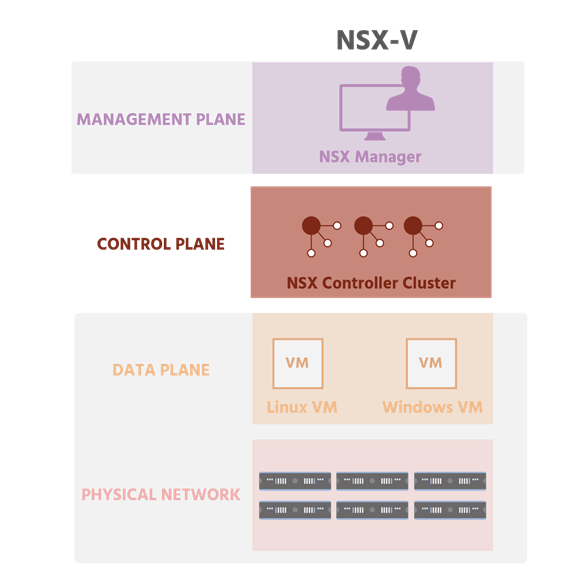 NSX-V
MANAGEMENT PLANE
NSX Manager
CONTROL PLANE
NSX Controller Cluster
DATA PLANE
VM
VM
Linux VM
Windows VM
PHYSICAL NETWORK